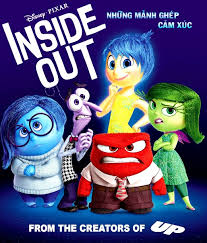 DISNEY · PIXAR
INSIDE
OUT
NHỮNG MẢNH GHÉP
CẢM XÚC
FROM THE CREATORS OF UP